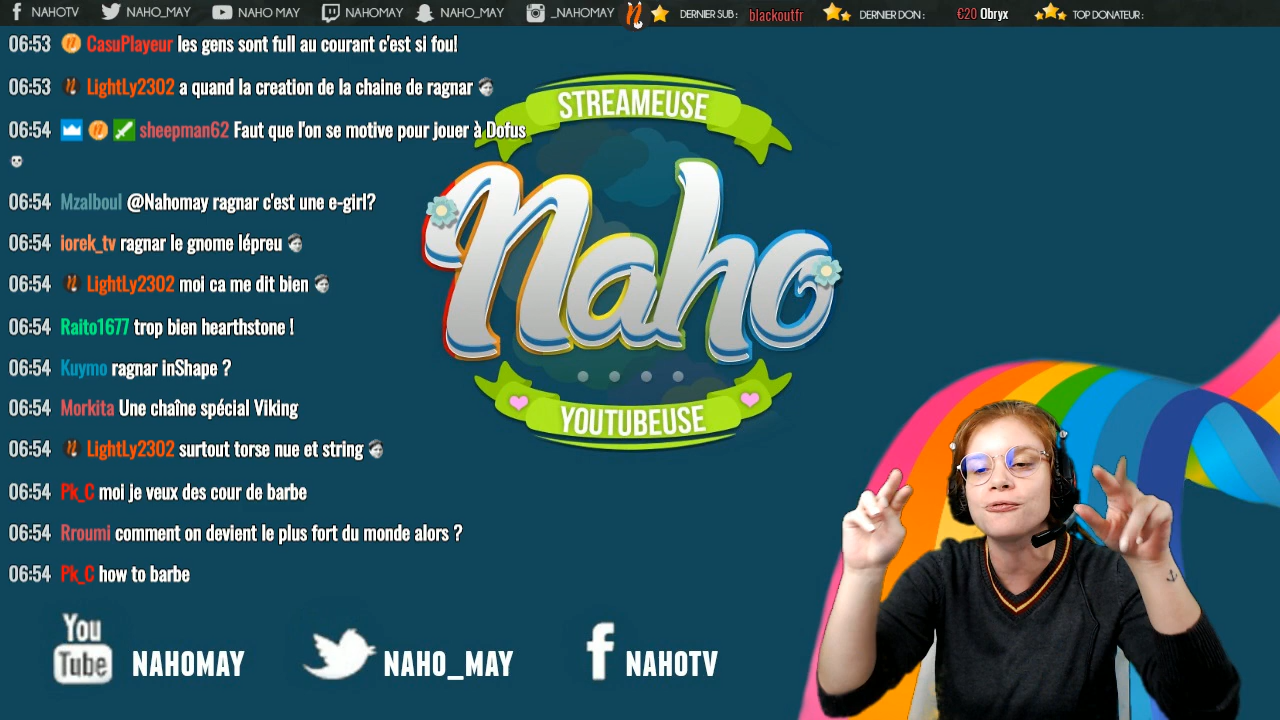 NAHOTV NAHO_MAY NAHO MAY NAHOMAY NAHO_MAY _NAHOMAY DERNIER SUB : blackoutfr DERNIER DON : €20 Obryx TOP DONATEUR :
06:53 CasuPlayeur les gens sont full au courant c'est si fou!
06:53 LightLy2302 a quand la creation de la chaine de ragnar
06:54 sheepman62 Faut que l'on se motive pour jouer à Dofus
06:54 Mzalboul @Nahomay ragnar c'est une e-girl?
06:54 iorek_tv ragnar le gnome lépreu
06:54 LightLy2302 moi ca me dit bien
06:54 Raito1677 trop bien hearthstone !
06:54 Kuymo ragnar inShape ?
06:54 Morkita Une chaîne spécial Viking
06:54 LightLy2302 surtout torse nue et string
06:54 Pk_C moi je veux des cour de barbe
06:54 Rroumi comment on devient le plus fort du monde alors ?
06:54 Pk_C how to barbe
STREAMEUSE
Naho
YOUTUBEUSE
You
Tube
NAHOMAY
NAHO_MAY
NAHOTV